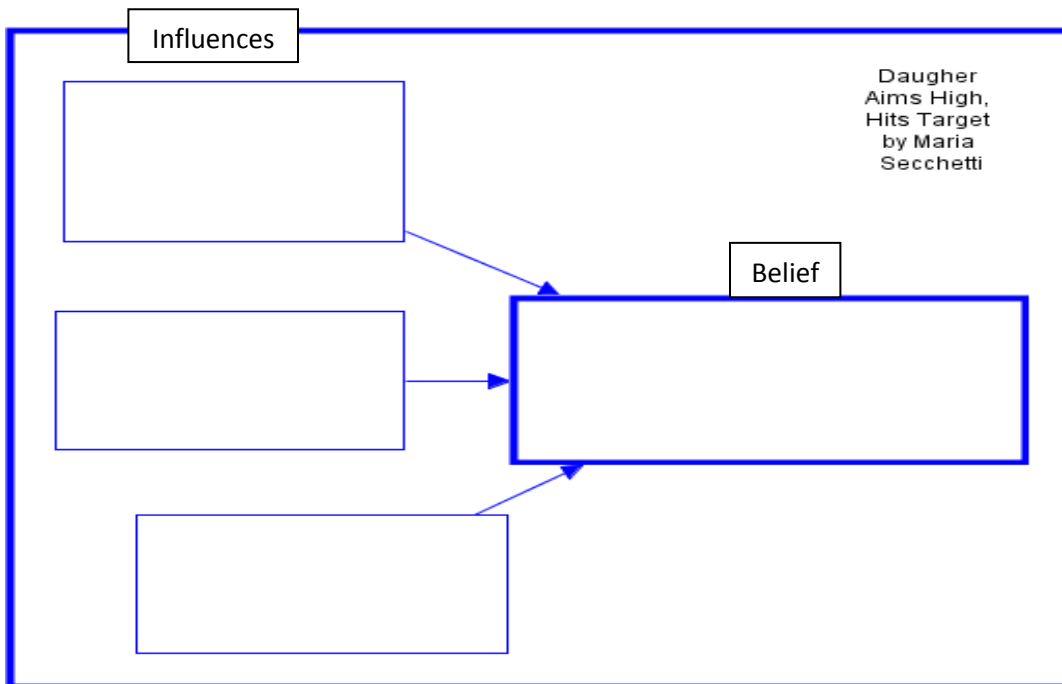 Influences
Daugher
Aims High,
Hits Target
by Maria
Secchetti
Belief